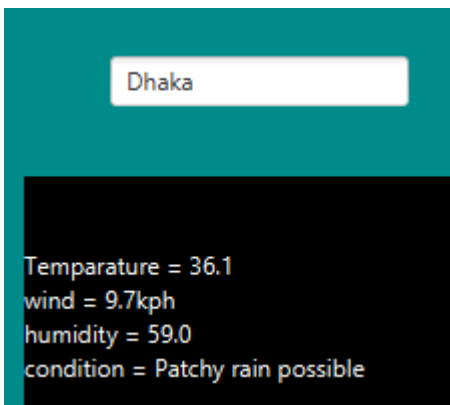 Dhaka
Temparature = 36.1
wind = 9.7kph
humidity = 59.0
condition = Patchy rain possible